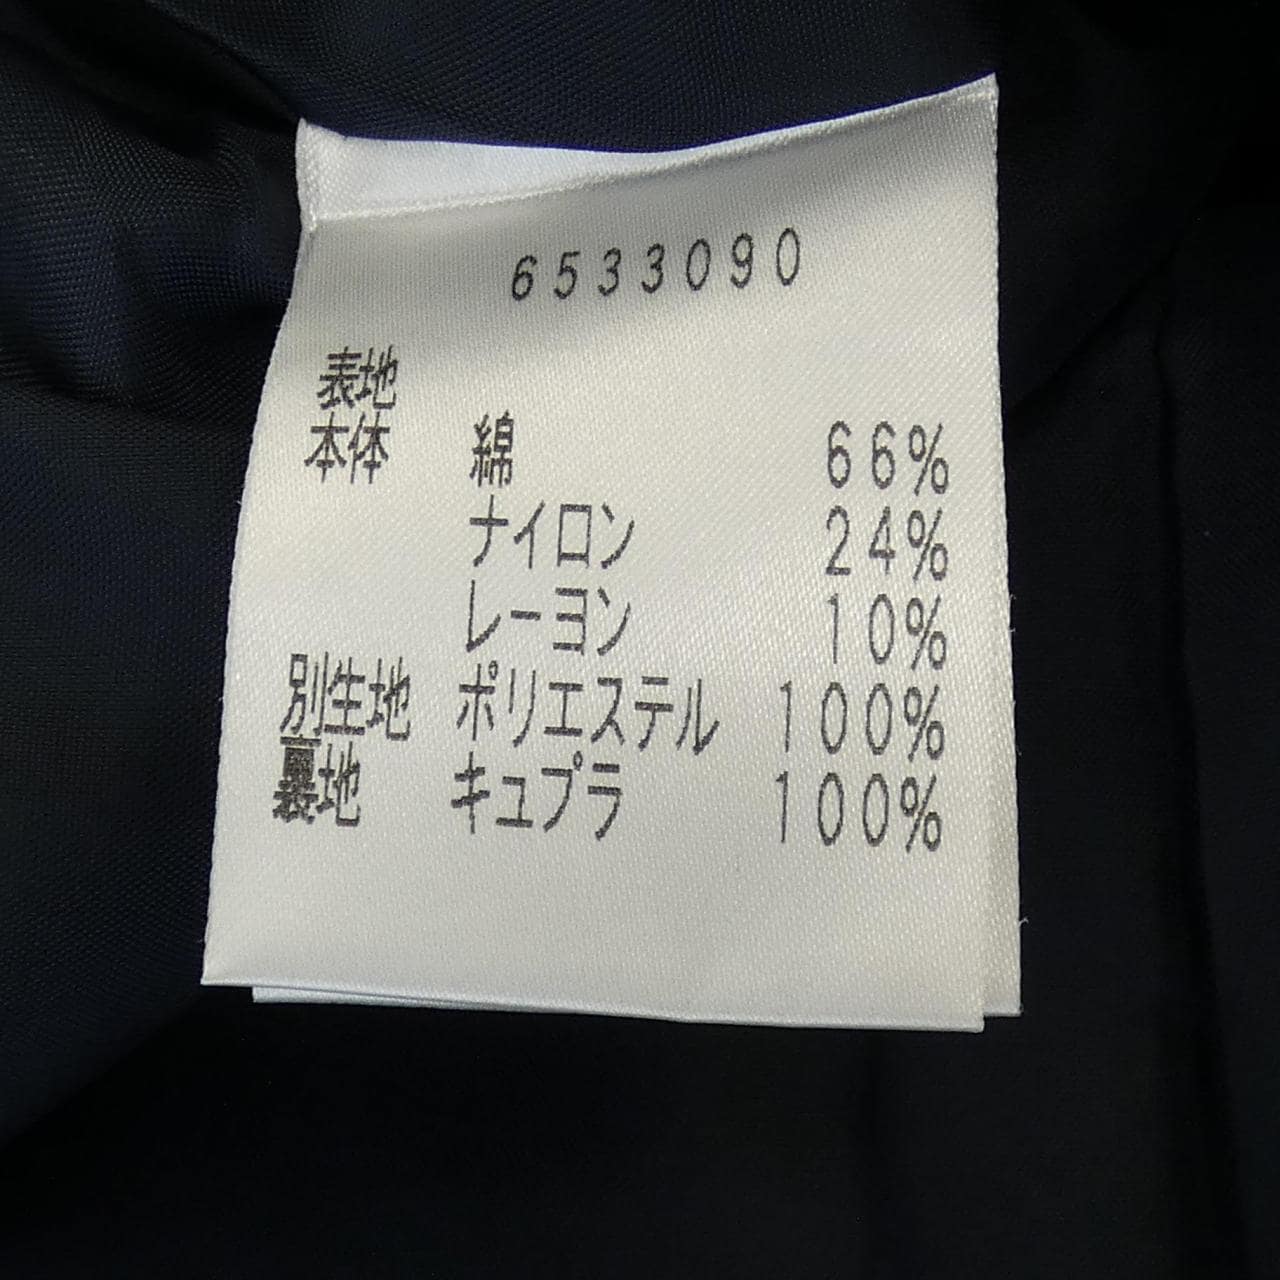 6533090
表地
本体 綿 66%
ナイロン 24%
レーヨン 10%
別生地 ポリエステル 100%
裏地 キュプラ 100%